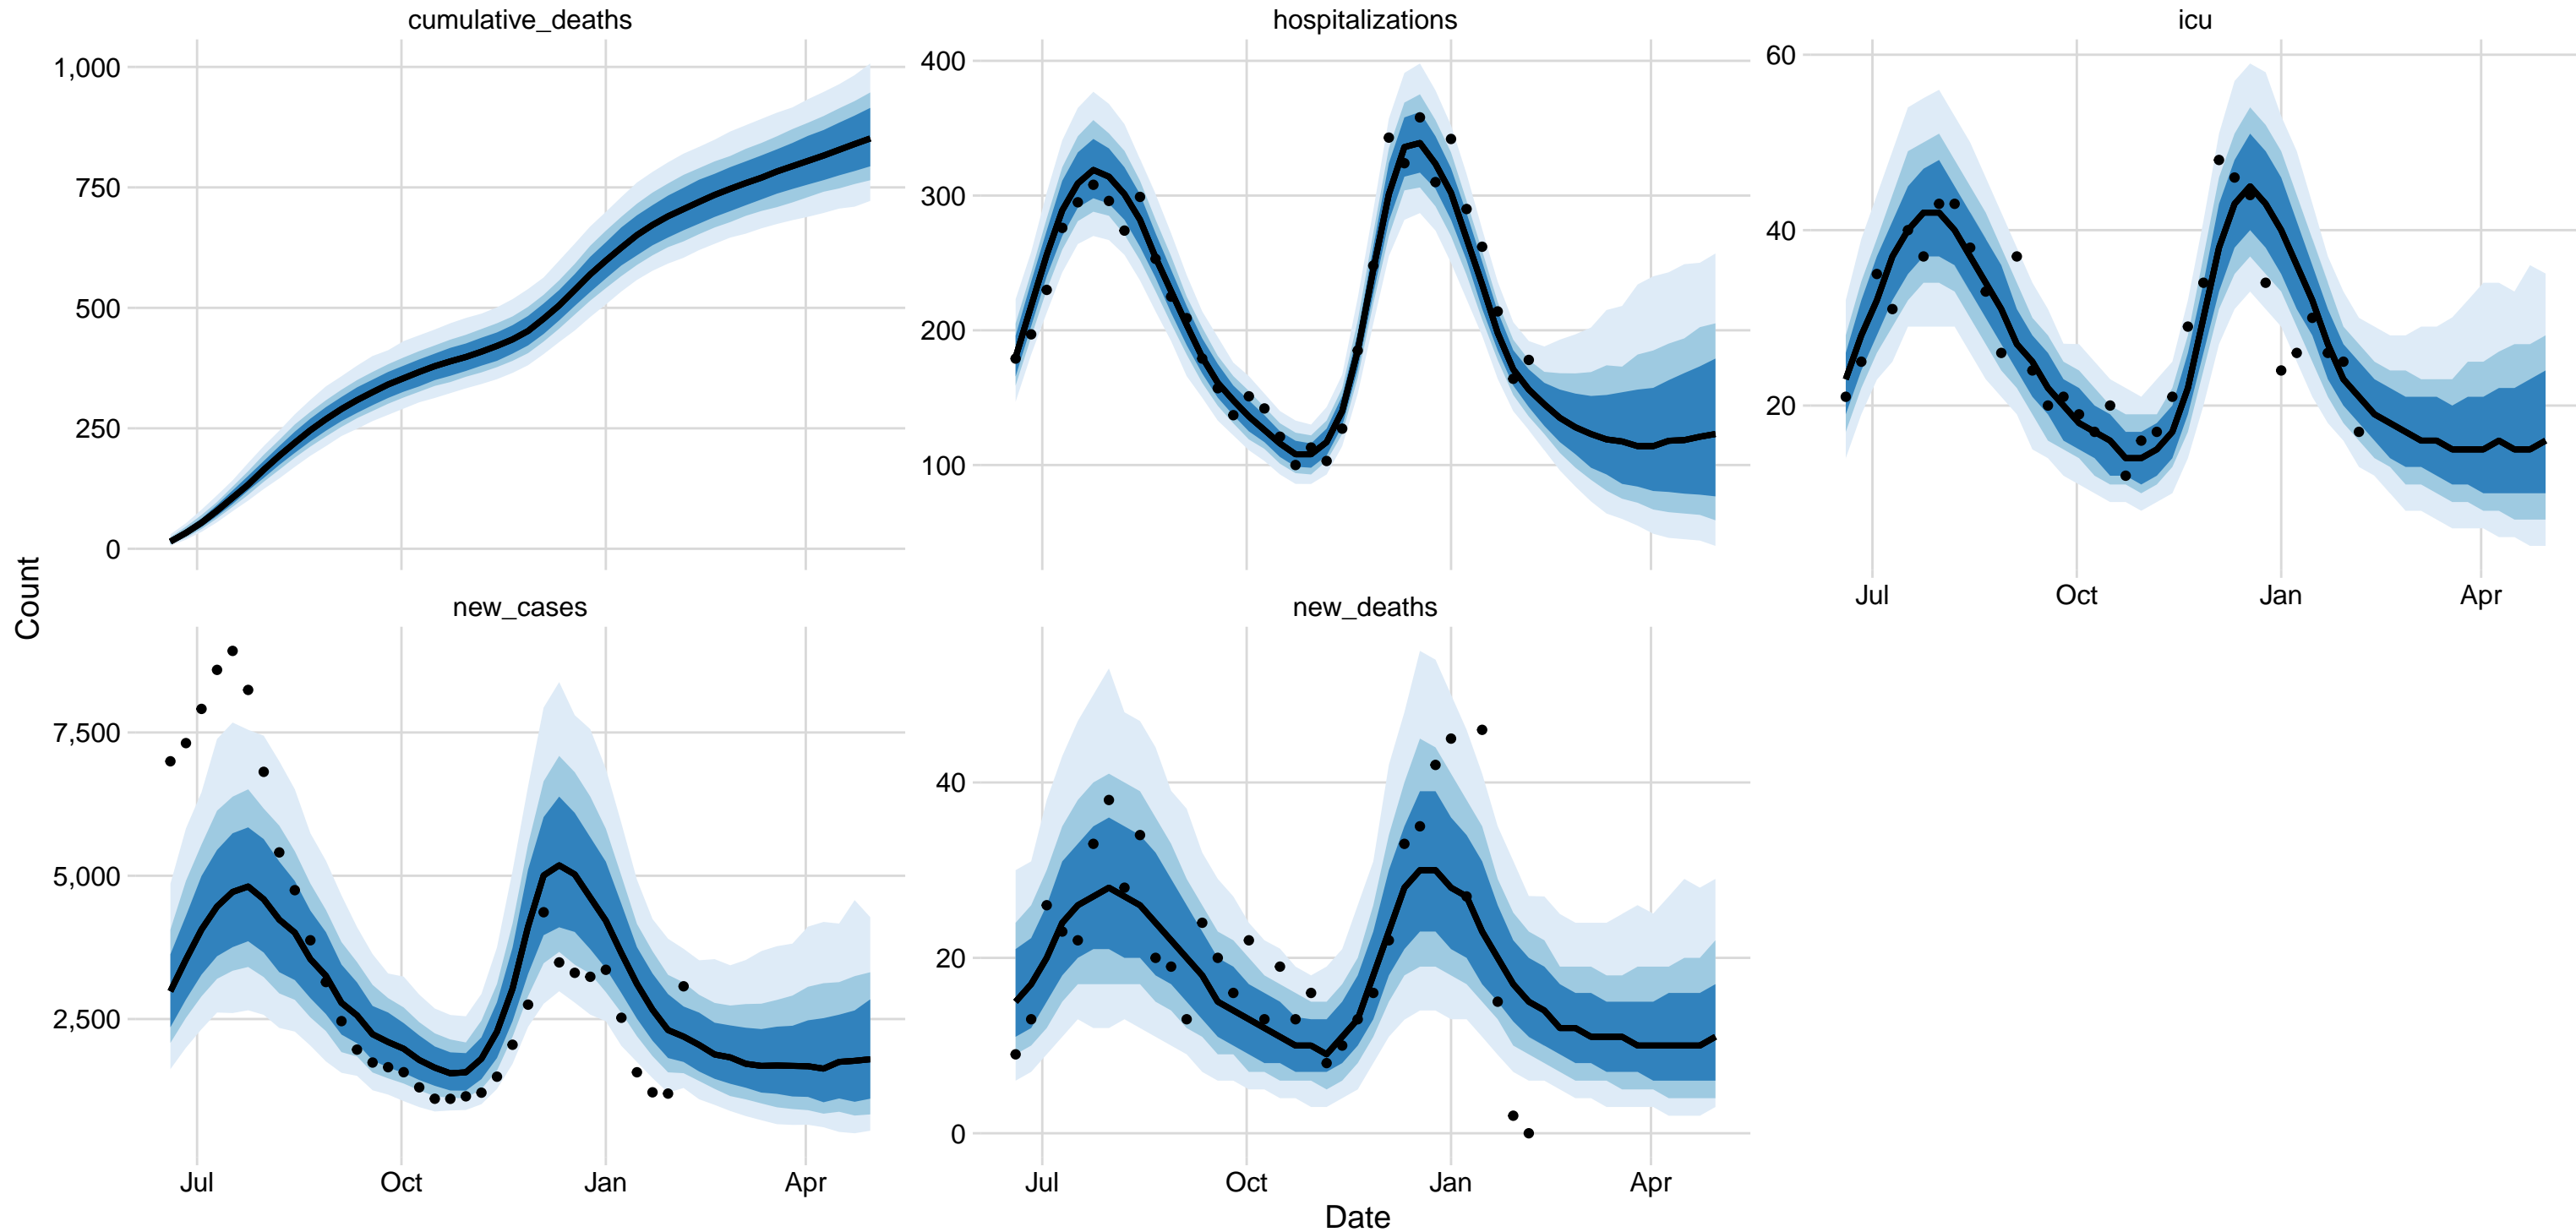 cumulative_deaths
hospitalizations
icu
1,000
750
500
250
0
400
300
200
100
60
40
20
Jul Oct Jan Apr
Count
new_cases
new_deaths
7,500
5,000
2,500
40
20
0
Jul Oct Jan Apr
Jul Oct Jan Apr
Date